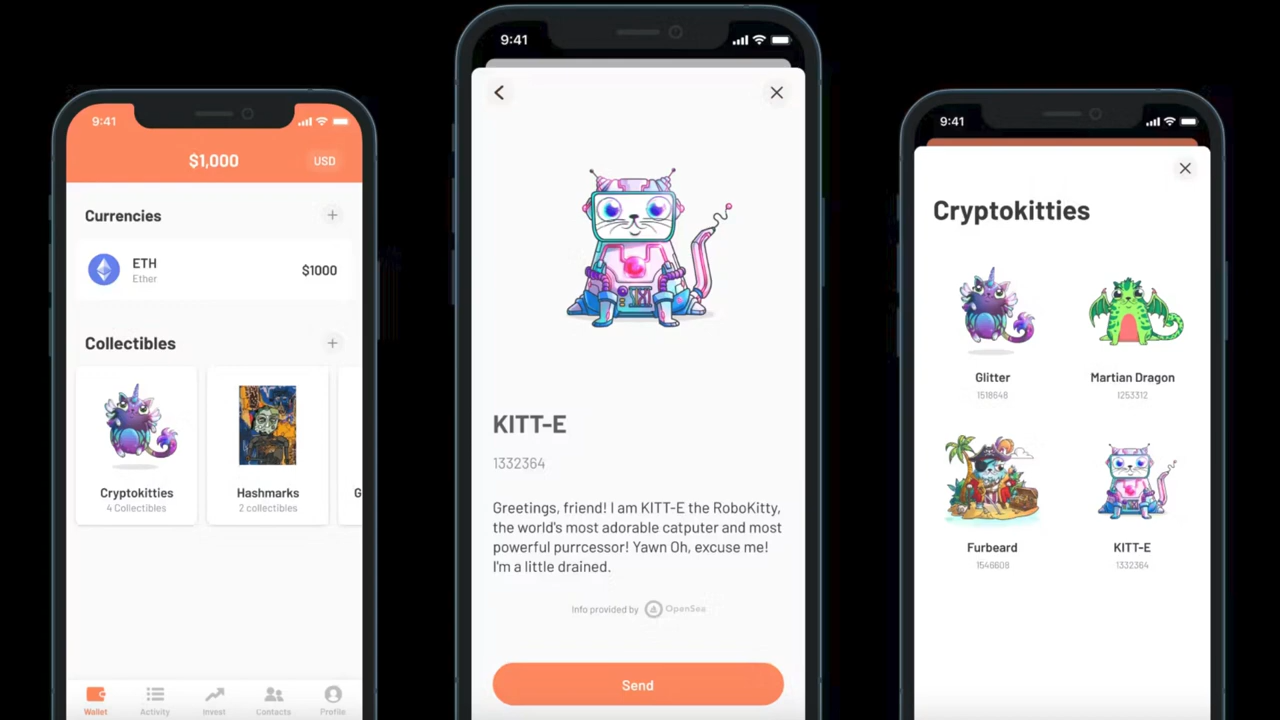 9:41
$1,000
USD
Currencies
ETH
Ether
$1000
Collectibles
Cryptokitties
4 Collectibles
Hashmarks
2 collectibles
G
Wallet
Activity
Invest
Contacts
Profile
9:41
KITT-E
1332364
Greetings, friend! I am KITT-E the RoboKitty,
the world's most adorable catputer and most
powerful purrcessor! Yawn Oh, excuse me!
I'm a little drained.
Info provided by OpenSea
Send
9:41
Cryptokitties
Glitter
1518648
Martian Dragon
1253312
Furbeard
1546608
KITT-E
1332364